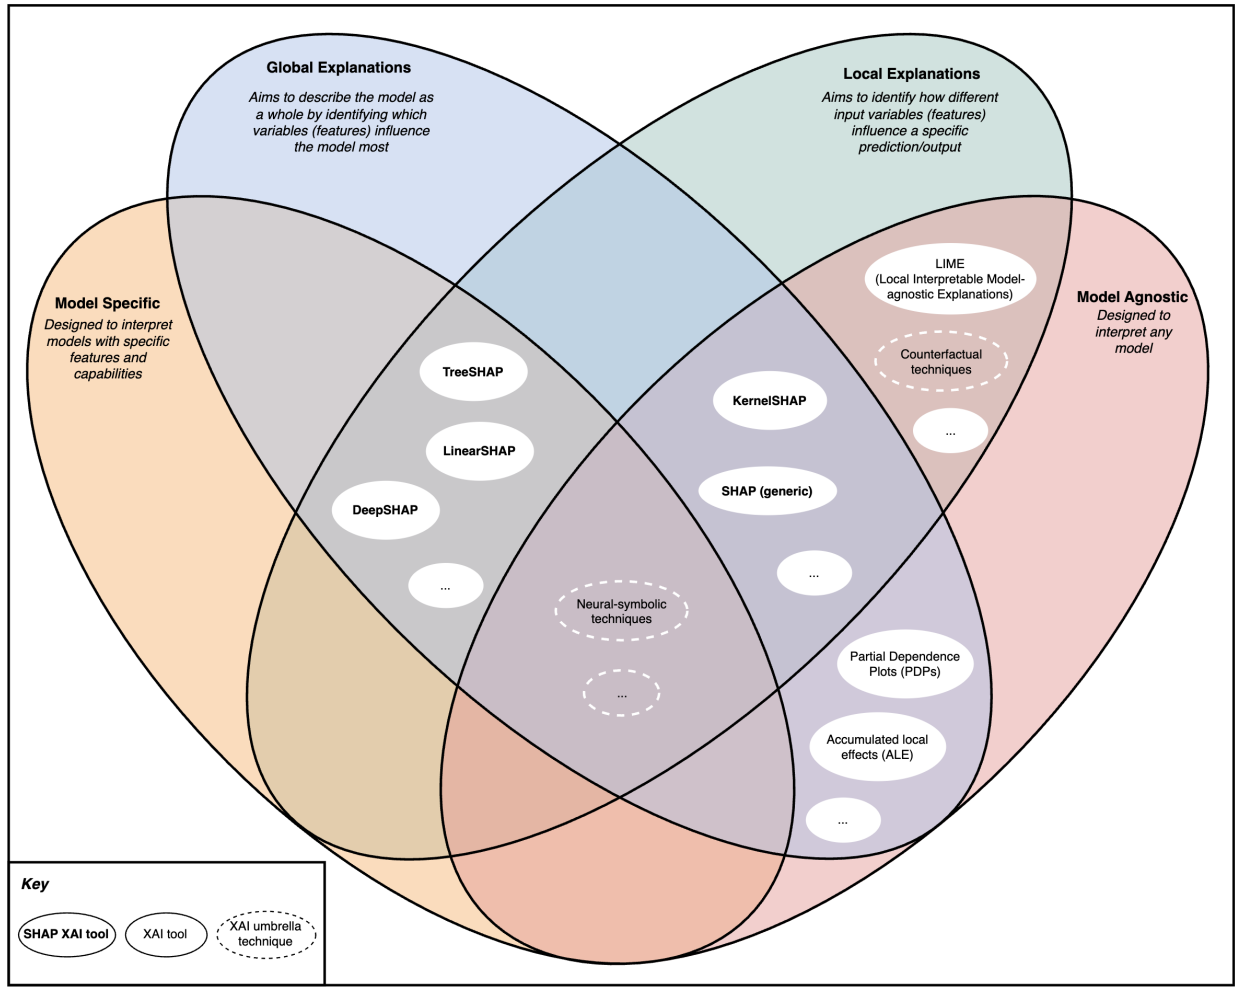 Global Explanations
Aims to describe the model as
a whole by identifying which
variables (features) influence
the model most
Local Explanations
Aims to identify how different
input variables (features)
influence a specific
prediction/output
Model Specific
Designed to interpret
models with specific
features and
capabilities
Model Agnostic
Designed to
interpret any
model
LIME
(Local Interpretable Model-
agnostic Explanations)
Counterfactual
techniques
...
TreeSHAP
LinearSHAP
DeepSHAP
...
KernelSHAP
SHAP (generic)
...
Neural-symbolic
techniques
...
Partial Dependence
Plots (PDPs)
Accumulated local
effects (ALE)
...
Key
SHAP XAI tool
XAI tool
XAI umbrella
technique